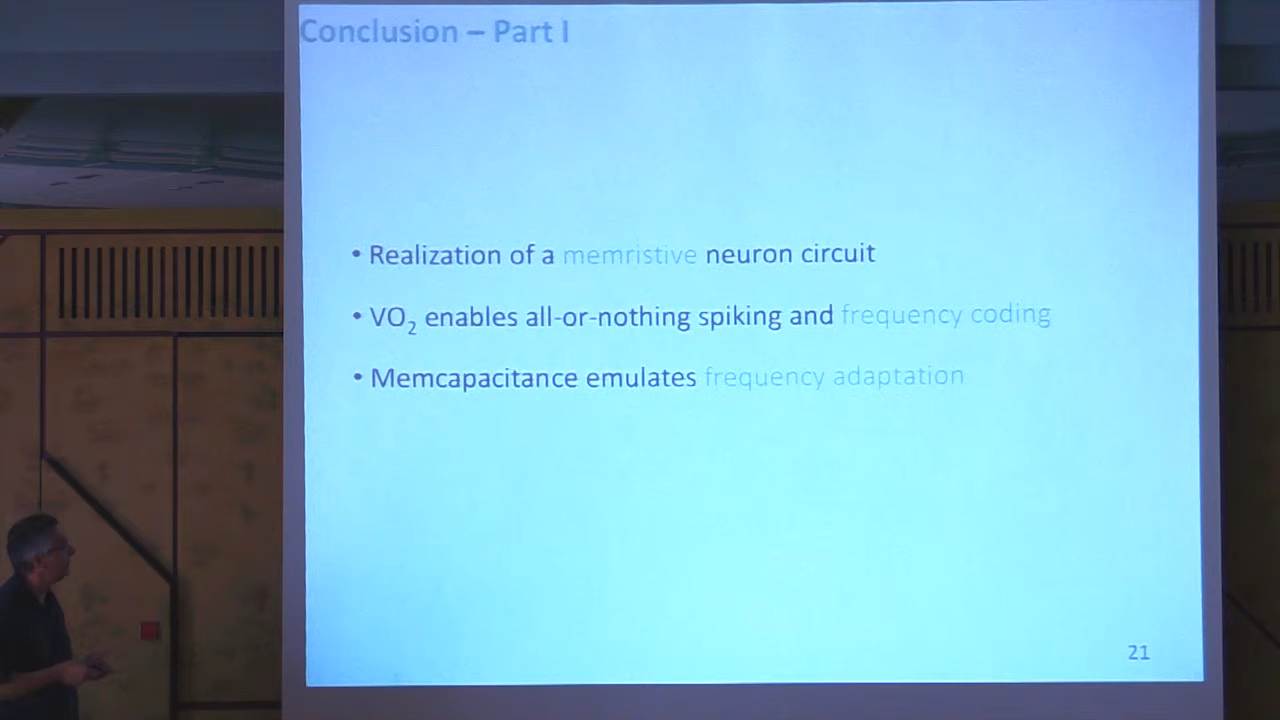 Conclusion – Part I
• Realization of a memristive neuron circuit
• VO₂ enables all-or-nothing spiking and frequency coding
• Memcapacitance emulates frequency adaptation
21